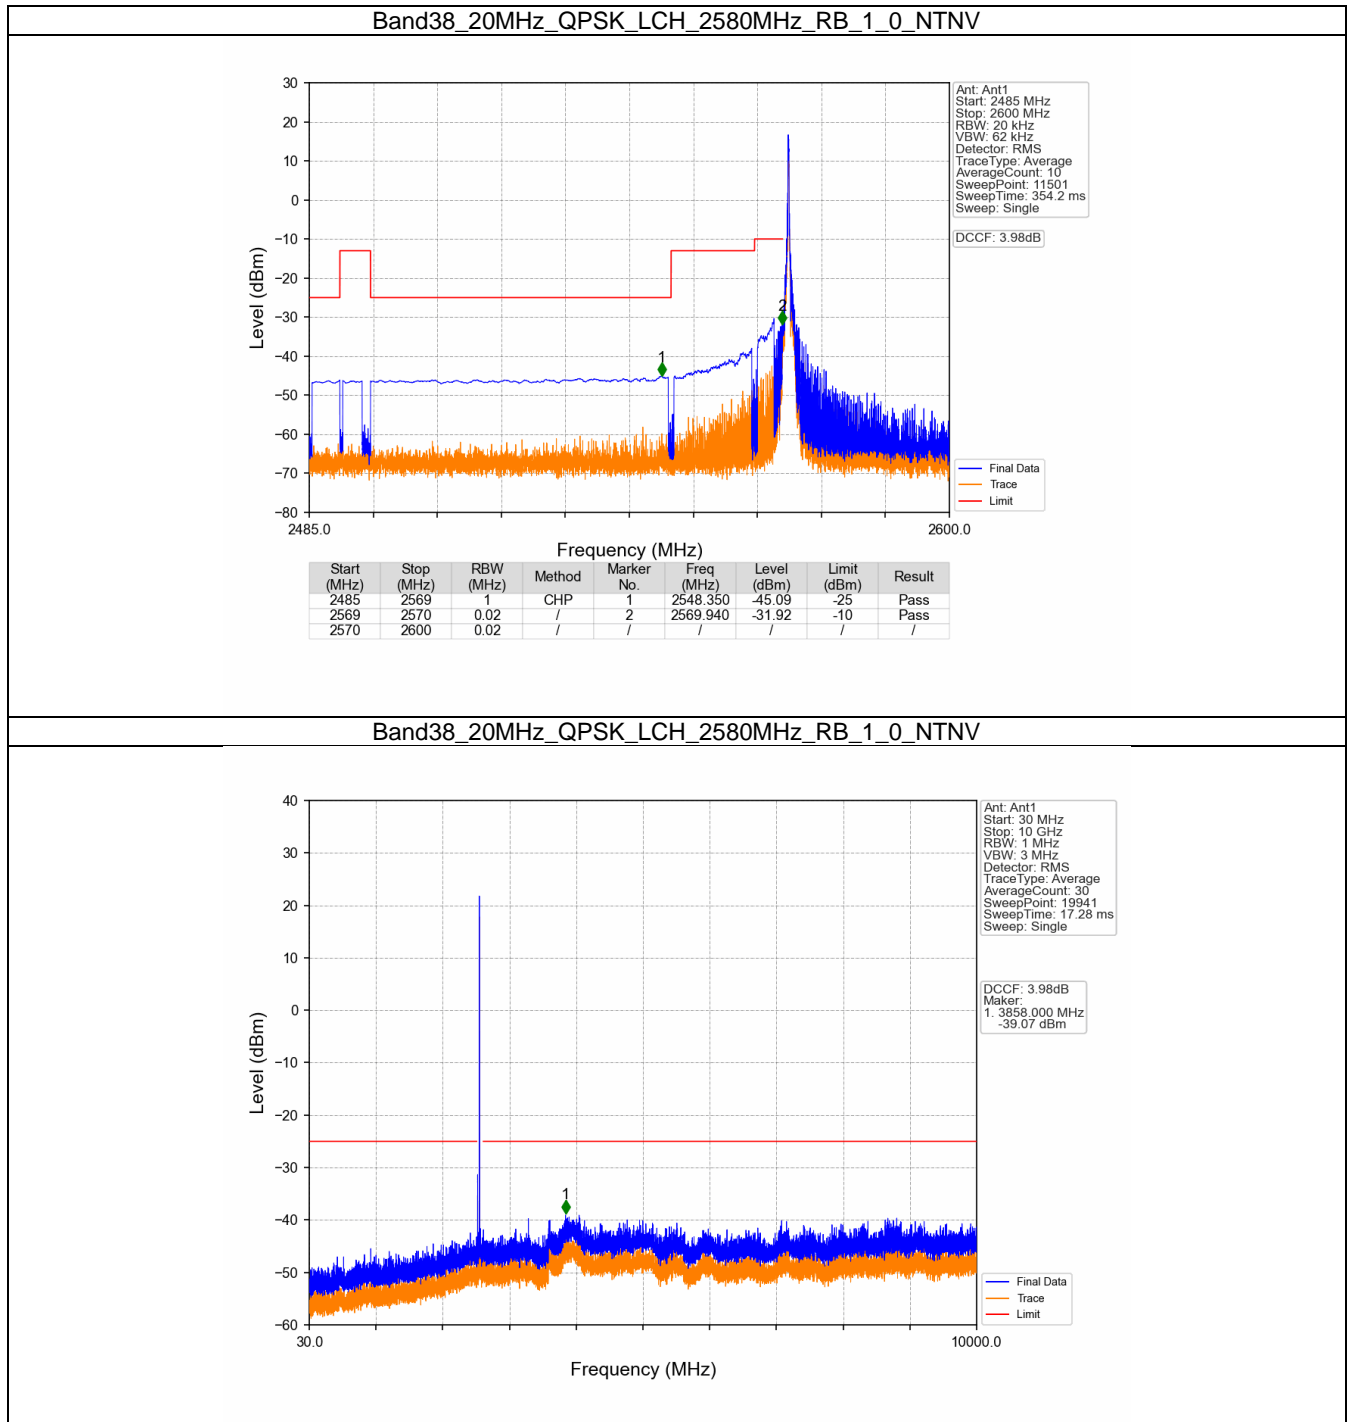 Band38_20MHz_QPSK_LCH_2580MHz_RB_1_0_NTNV
30
20
10
0
−10
−20
−30
−40
−50
−60
−70
−80
Level (dBm)
1
2
2485.0
2600.0
Frequency (MHz)
Ant: Ant1
Start: 2485 MHz
Stop: 2600 MHz
RBW: 20 kHz
VBW: 62 kHz
Detector: RMS
TraceType: Average
AverageCount: 10
SweepPoint: 11501
SweepTime: 354.2 ms
Sweep: Single
DCCF: 3.98dB
Final Data
Trace
Limit
Start (MHz) Stop (MHz) RBW (MHz) Method Marker No. Freq (MHz) Level (dBm) Limit (dBm) Result
2485 2569 1 CHP 1 2548.350 -45.09 -25 Pass
2569 2570 0.02 / 2 2569.940 -31.92 -10 Pass
2570 2600 0.02 / / / / / /
Band38_20MHz_QPSK_LCH_2580MHz_RB_1_0_NTNV
40
30
20
10
0
−10
−20
−30
−40
−50
−60
Level (dBm)
1
30.0
10000.0
Frequency (MHz)
Ant: Ant1
Start: 30 MHz
Stop: 10 GHz
RBW: 1 MHz
VBW: 3 MHz
Detector: RMS
TraceType: Average
AverageCount: 30
SweepPoint: 19941
SweepTime: 17.28 ms
Sweep: Single
DCCF: 3.98dB
Maker:
1. 3858.000 MHz
-39.07 dBm
Final Data
Trace
Limit